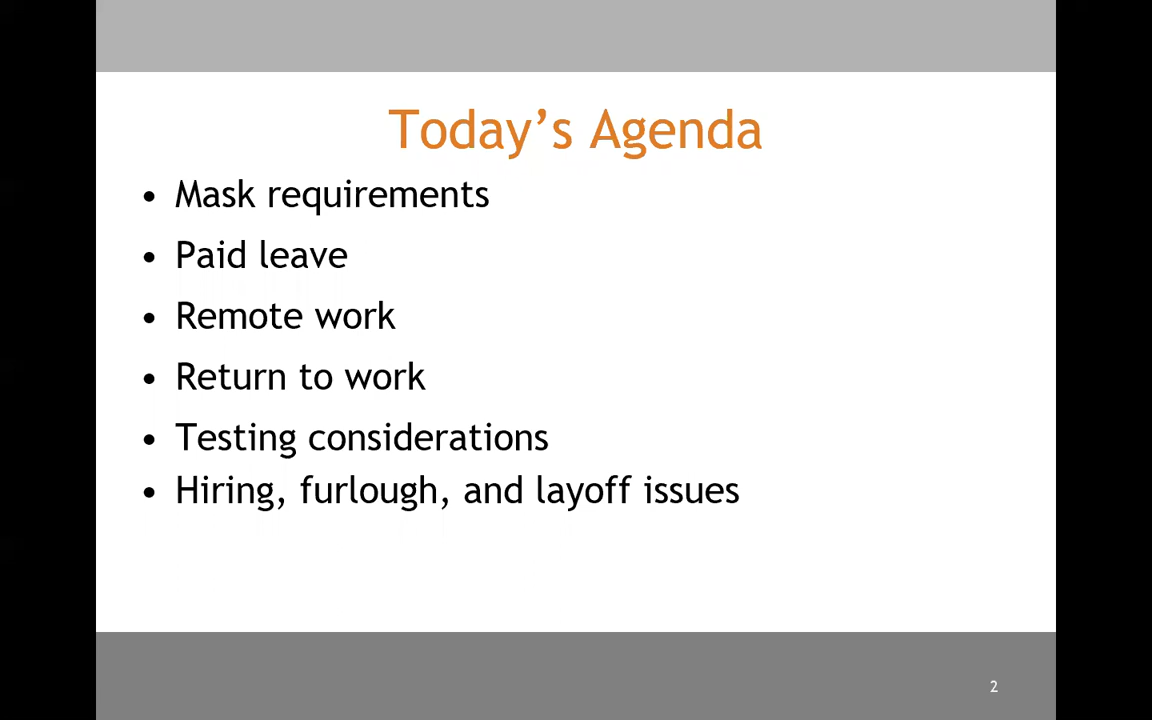 Today’s Agenda
• Mask requirements
• Paid leave
• Remote work
• Return to work
• Testing considerations
• Hiring, furlough, and layoff issues
2